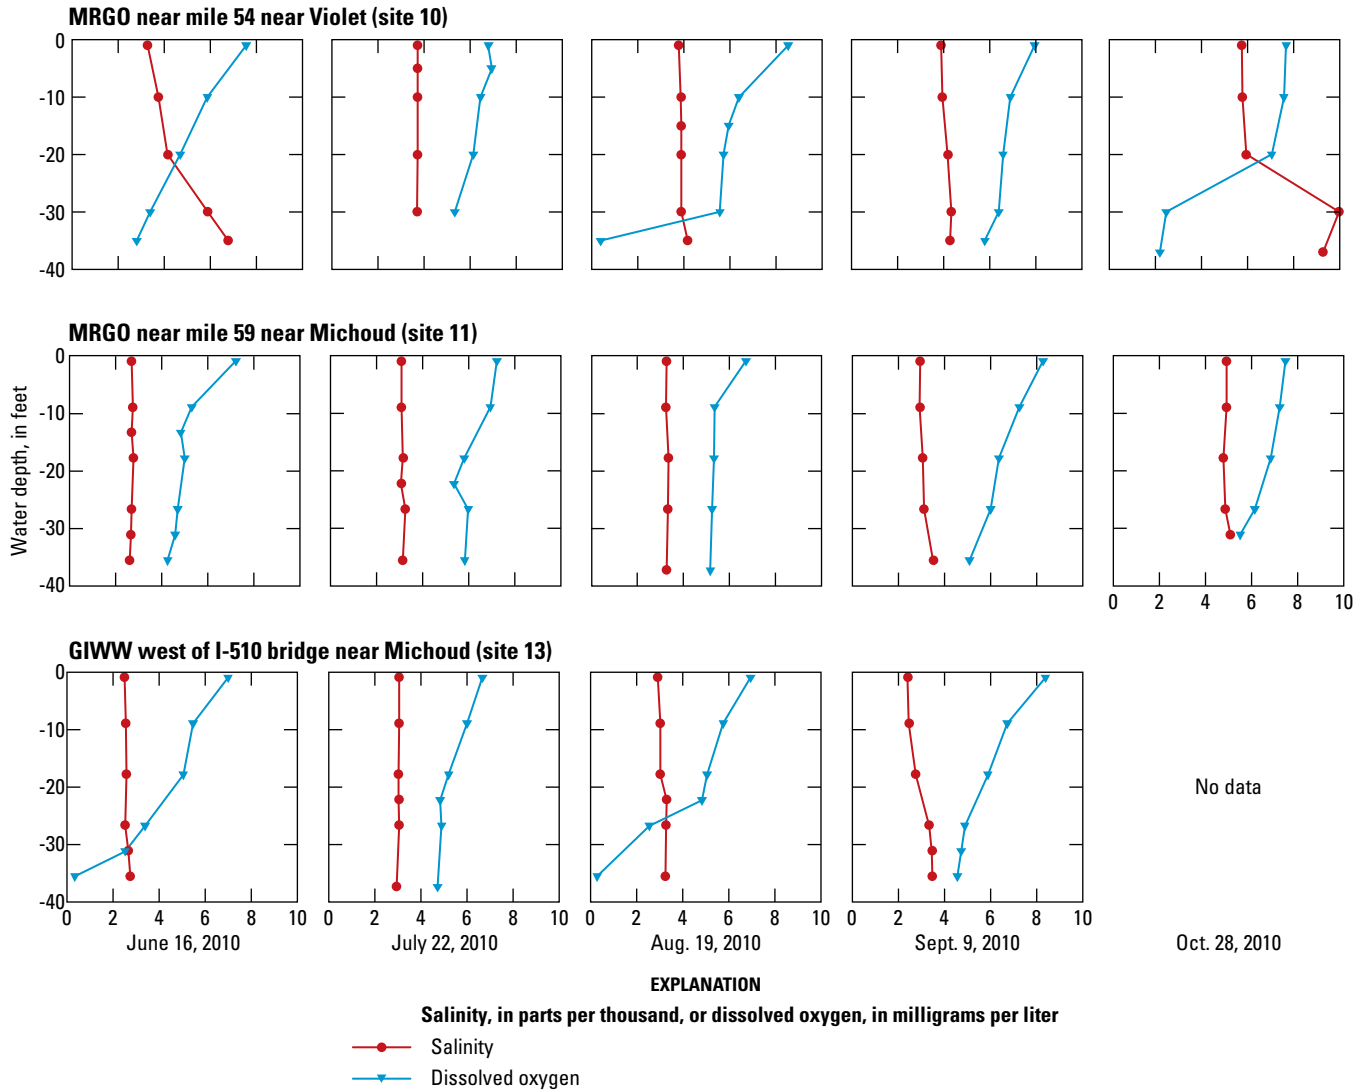 MRGO near mile 54 near Violet (site 10)
0
-10
-20
-30
-40
MRGO near mile 59 near Michoud (site 11)
Water depth, in feet
0
-10
-20
-30
-40
0 2 4 6 8 10
GIWW west of I-510 bridge near Michoud (site 13)
0
-10
-20
-30
-40
No data
0 2 4 6 8 10 0 2 4 6 8 10 0 2 4 6 8 10 0 2 4 6 8 10
June 16, 2010 July 22, 2010 Aug. 19, 2010 Sept. 9, 2010 Oct. 28, 2010
EXPLANATION
Salinity, in parts per thousand, or dissolved oxygen, in milligrams per liter
Salinity
Dissolved oxygen